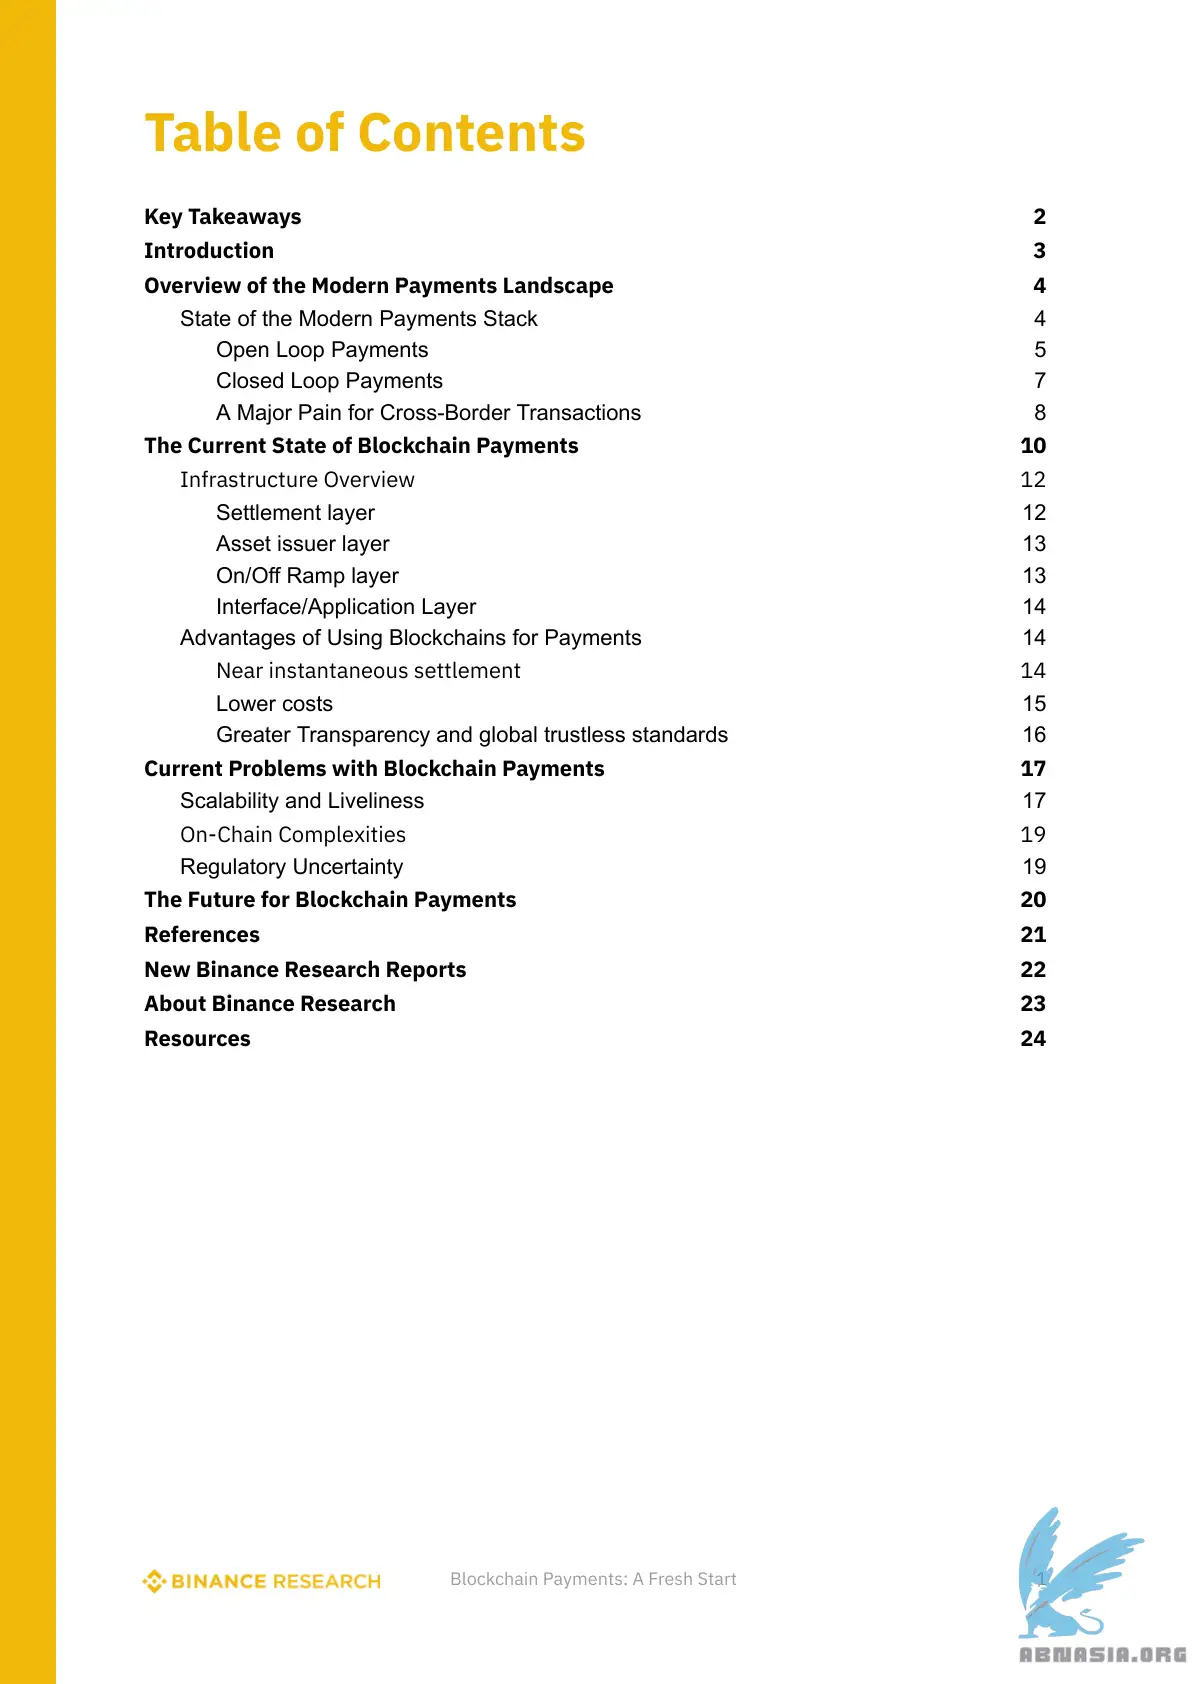 Table of Contents
Key Takeaways 2
Introduction 3
Overview of the Modern Payments Landscape 4
State of the Modern Payments Stack 4
Open Loop Payments 5
Closed Loop Payments 7
A Major Pain for Cross-Border Transactions 8
The Current State of Blockchain Payments 10
Infrastructure Overview 12
Settlement layer 12
Asset issuer layer 13
On/Off Ramp layer 13
Interface/Application Layer 14
Advantages of Using Blockchains for Payments 14
Near instantaneous settlement 14
Lower costs 15
Greater Transparency and global trustless standards 16
Current Problems with Blockchain Payments 17
Scalability and Liveliness 17
On-Chain Complexities 19
Regulatory Uncertainty 19
The Future for Blockchain Payments 20
References 21
New Binance Research Reports 22
About Binance Research 23
Resources 24
BINANCE RESEARCH Blockchain Payments: A Fresh Start 1
ABNASIA.ORG